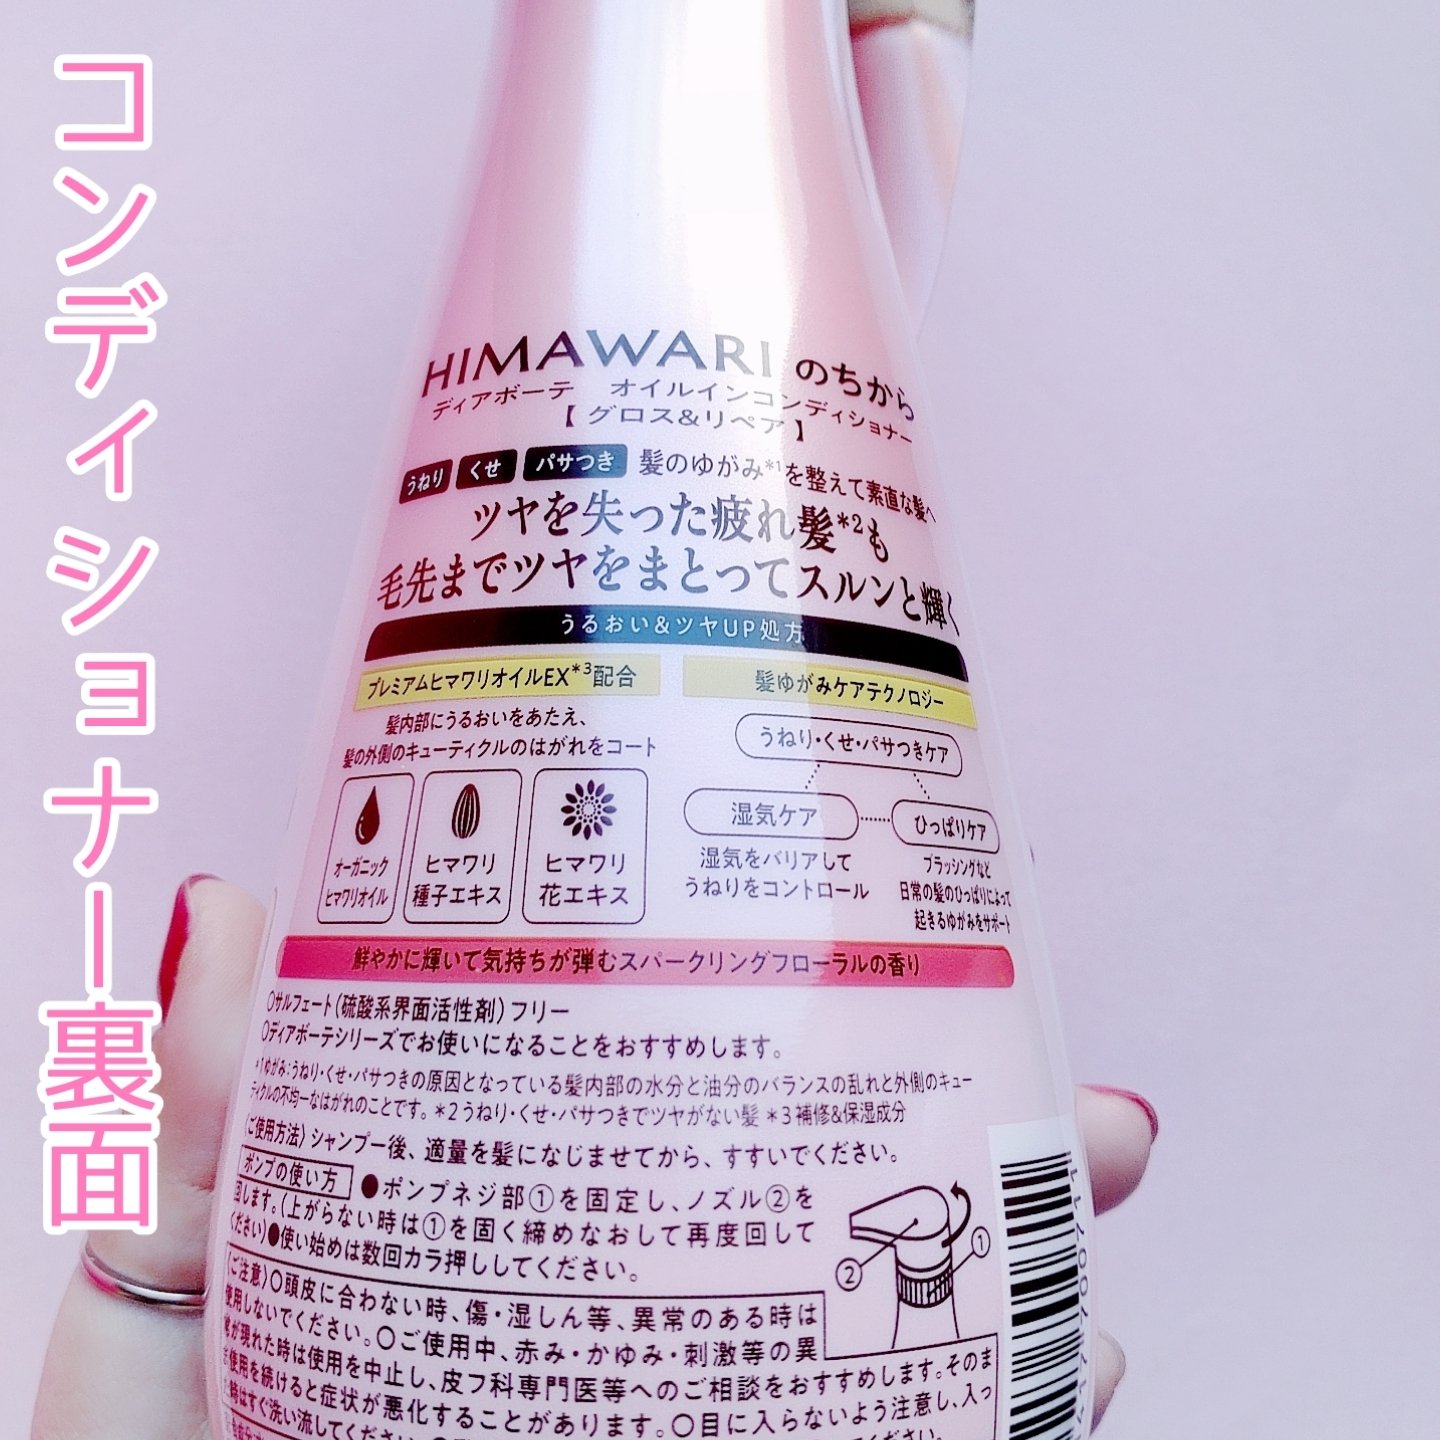 コンディショナー裏面
HIMAWARI のちから
ディアボーテ オイルインコンディショナー
【グロス&リペア】
うねり くせ パサつき 髪のゆがみ*1を整えて素直な髪へ
ツヤを失った疲れ髪*2も
毛先までツヤをまとってスルンと輝く
うるおい&ツヤUP処方
プレミアムヒマワリオイルEX*3配合
髪内部にうるおいをあたえ、
髪の外側のキューティクルのはがれをコート
オーガニック
ヒマワリオイル
ヒマワリ
種子エキス
ヒマワリ
花エキス
髪ゆがみケアテクノロジー
うねり・くせ・パサつきケア
湿気ケア
湿気をバリアして
うねりをコントロール
ひっぱりケア
ブラッシングなど
日常の髪のひっぱりによって
起きるゆがみをサポート
鮮やかに輝いて気持ちが弾むスパークリングフローラルの香り
○サルフェート(硫酸系界面活性剤)フリー
○ディアボーテシリーズでお使いになることをおすすめします。
*1ゆがみ:うねり・くせ・パサつきの原因となっている髪内部の水分と油分のバランスの乱れと外側のキュー
ティクルの不均一なはがれのことです。*2うねり・くせ・パサつきでツヤがない髪 *3補修&保湿成分
〈ご使用方法〉シャンプー後、適量を髪になじませてから、すすいでください。
ポンプの使い方 ●ポンプネジ部①を固定し、ノズル②を
回します。(上がらない時は①を固く締めなおして再度回して
ください)●使い始めは数回カラ押ししてください。
② ①
〈ご注意〉○頭皮に合わない時、傷・湿しん等、異常のある時は
使用しないでください。○ご使用中、赤み・かゆみ・刺激等の異
常が現れた時は使用を中止し、皮フ科専門医等へのご相談をおすすめします。そのま
ま使用を続けると症状が悪化することがあります。○目に入らないよう注意し、入っ
た時はすぐ洗い流してください。